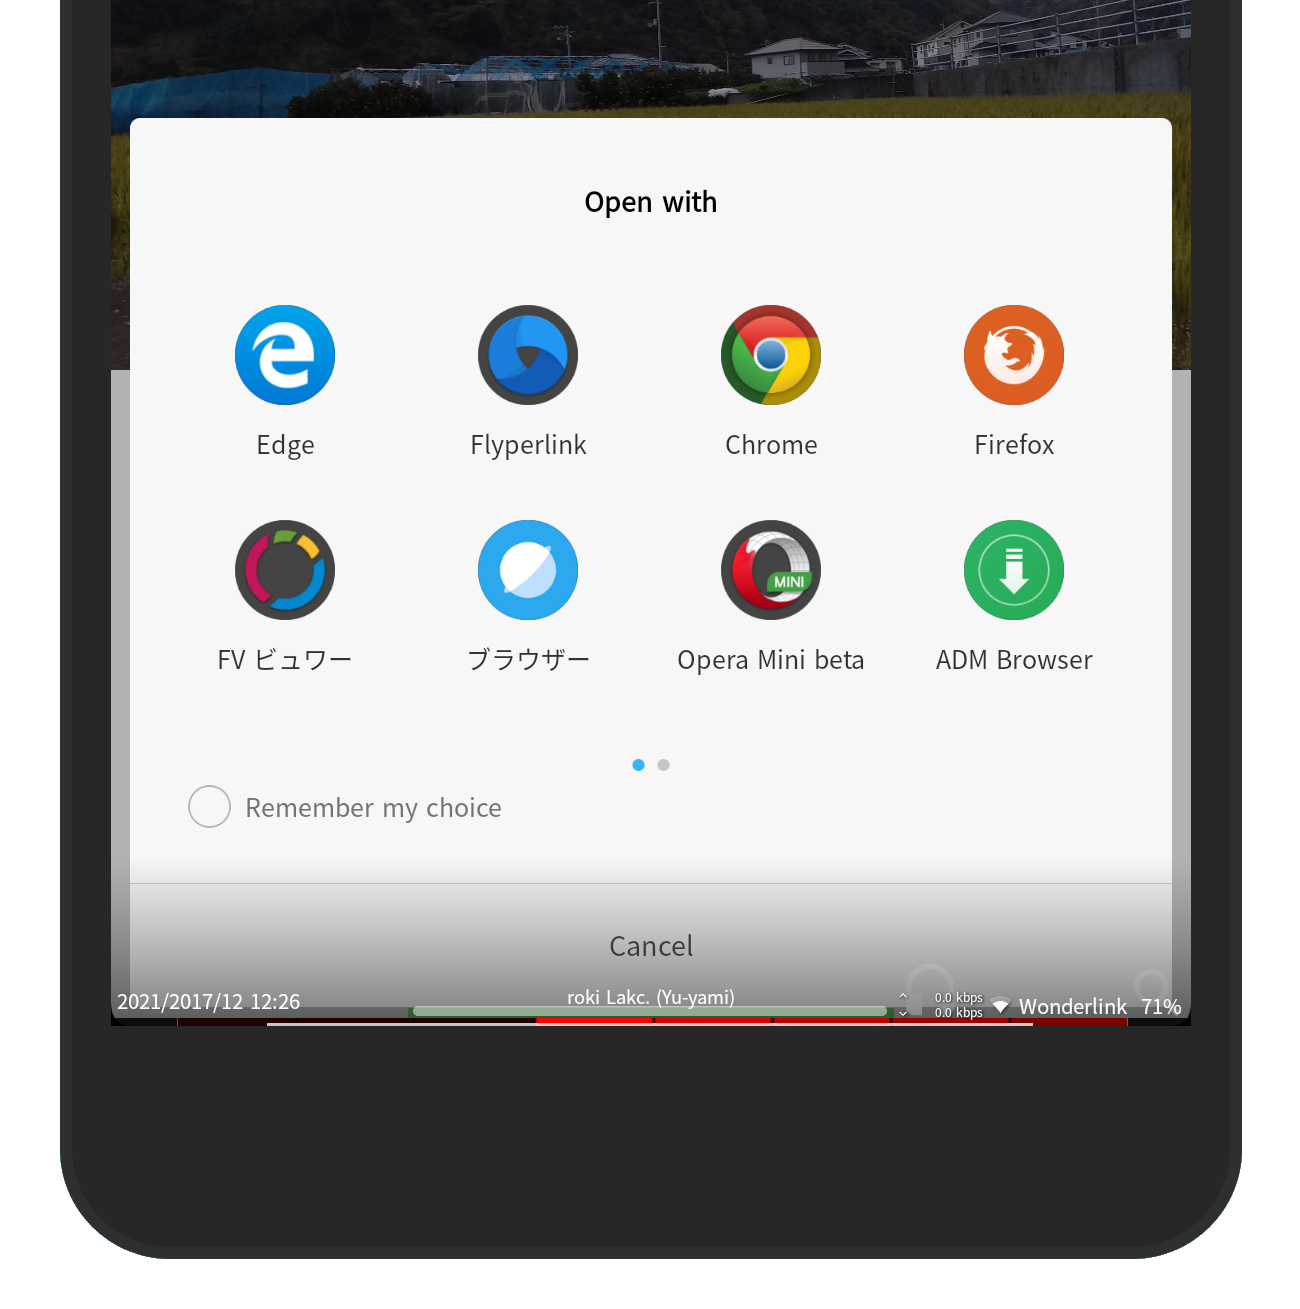 Open with
Edge
Flyperlink
Chrome
Firefox
FV ビュワー
ブラウザー
Opera Mini beta
MINI
ADM Browser
Remember my choice
Cancel
2021/2017/12 12:26
roki Lakc. (Yu-yami)
0.0 kbps
0.0 kbps
Wonderlink 71%